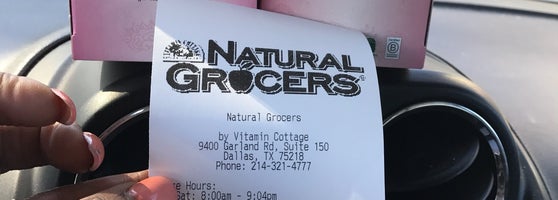 NATURAL
GROCERS
Natural Grocers
by Vitamin Cottage
9400 Garland Rd, Suite 150
Dallas, TX 75218
Phone: 214-321-4777
re Hours:
Sat: 8:00am - 9:04pm